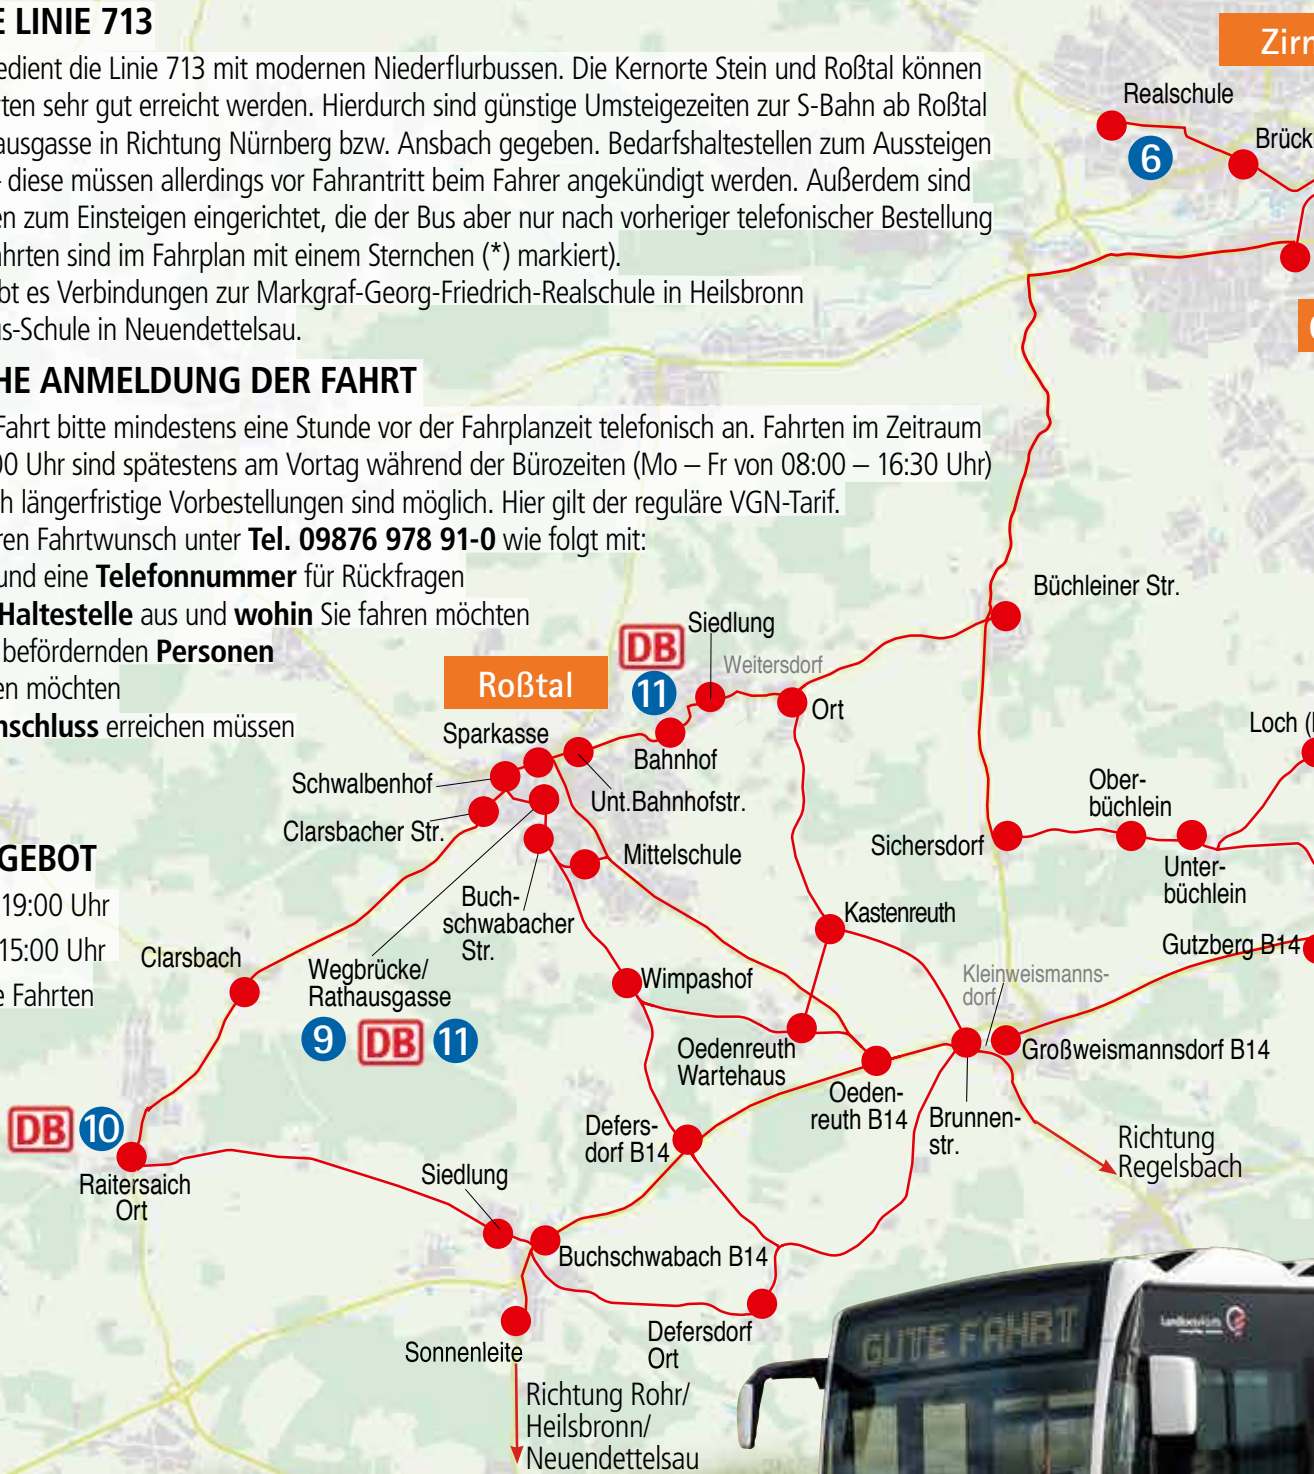 E LINIE 713
edient die Linie 713 mit modernen Niederflurbussen. Die Kernorte Stein und Roßtal können
rten sehr gut erreicht werden. Hierdurch sind günstige Umsteigezeiten zur S-Bahn ab Roßtal
ausgasse in Richtung Nürnberg bzw. Ansbach gegeben. Bedarfshaltestellen zum Aussteigen
– diese müssen allerdings vor Fahrantritt beim Fahrer angekündigt werden. Außerdem sind
en zum Einsteigen eingerichtet, die der Bus aber nur nach vorheriger telefonischer Bestellung
ahrten sind im Fahrplan mit einem Sternchen (*) markiert).
bt es Verbindungen zur Markgraf-Georg-Friedrich-Realschule in Heilsbronn
us-Schule in Neuendettelsau.
HE ANMELDUNG DER FAHRT
Fahrt bitte mindestens eine Stunde vor der Fahrplanzeit telefonisch an. Fahrten im Zeitraum
00 Uhr sind spätestens am Vortag während der Bürozeiten (Mo – Fr von 08:00 – 16:30 Uhr)
ch längerfristige Vorbestellungen sind möglich. Hier gilt der reguläre VGN-Tarif.
ren Fahrtwunsch unter Tel. 09876 978 91-0 wie folgt mit:
und eine Telefonnummer für Rückfragen
Haltestelle aus und wohin Sie fahren möchten
befördernden Personen
en möchten
nschluss erreichen müssen
GEBOT
19:00 Uhr
15:00 Uhr
e Fahrten
Zirn
Realschule
6
Brück
Büchleiner Str.
Siedlung
DB
11
Weitersdorf
Roßtal
Ort
Sparkasse
Bahnhof
Schwalbenhof
Unt.Bahnhofstr.
Clarsbacher Str.
Mittelschule
Loch (
Ober-
büchlein
Sichersdorf
Unter-
büchlein
Buch-
schwabacher
Str.
Kastenreuth
Gutzberg B14
Clarsbach
Wegbrücke/
Rathausgasse
9 DB 11
Wimpashof
Kleinweismanns-
dorf
Oedenreuth
Wartehaus
Großweismannsdorf B14
Oeden-
reuth B14
Brunnen-
str.
DB 10
Defers-
dorf B14
Richtung
Regelsbach
Raitersaich
Ort
Siedlung
Buchschwabach B14
Sonnenleite
Defersdorf
Ort
Richtung Rohr/
Heilsbronn/
Neuendettelsau
GUTE FAHRT